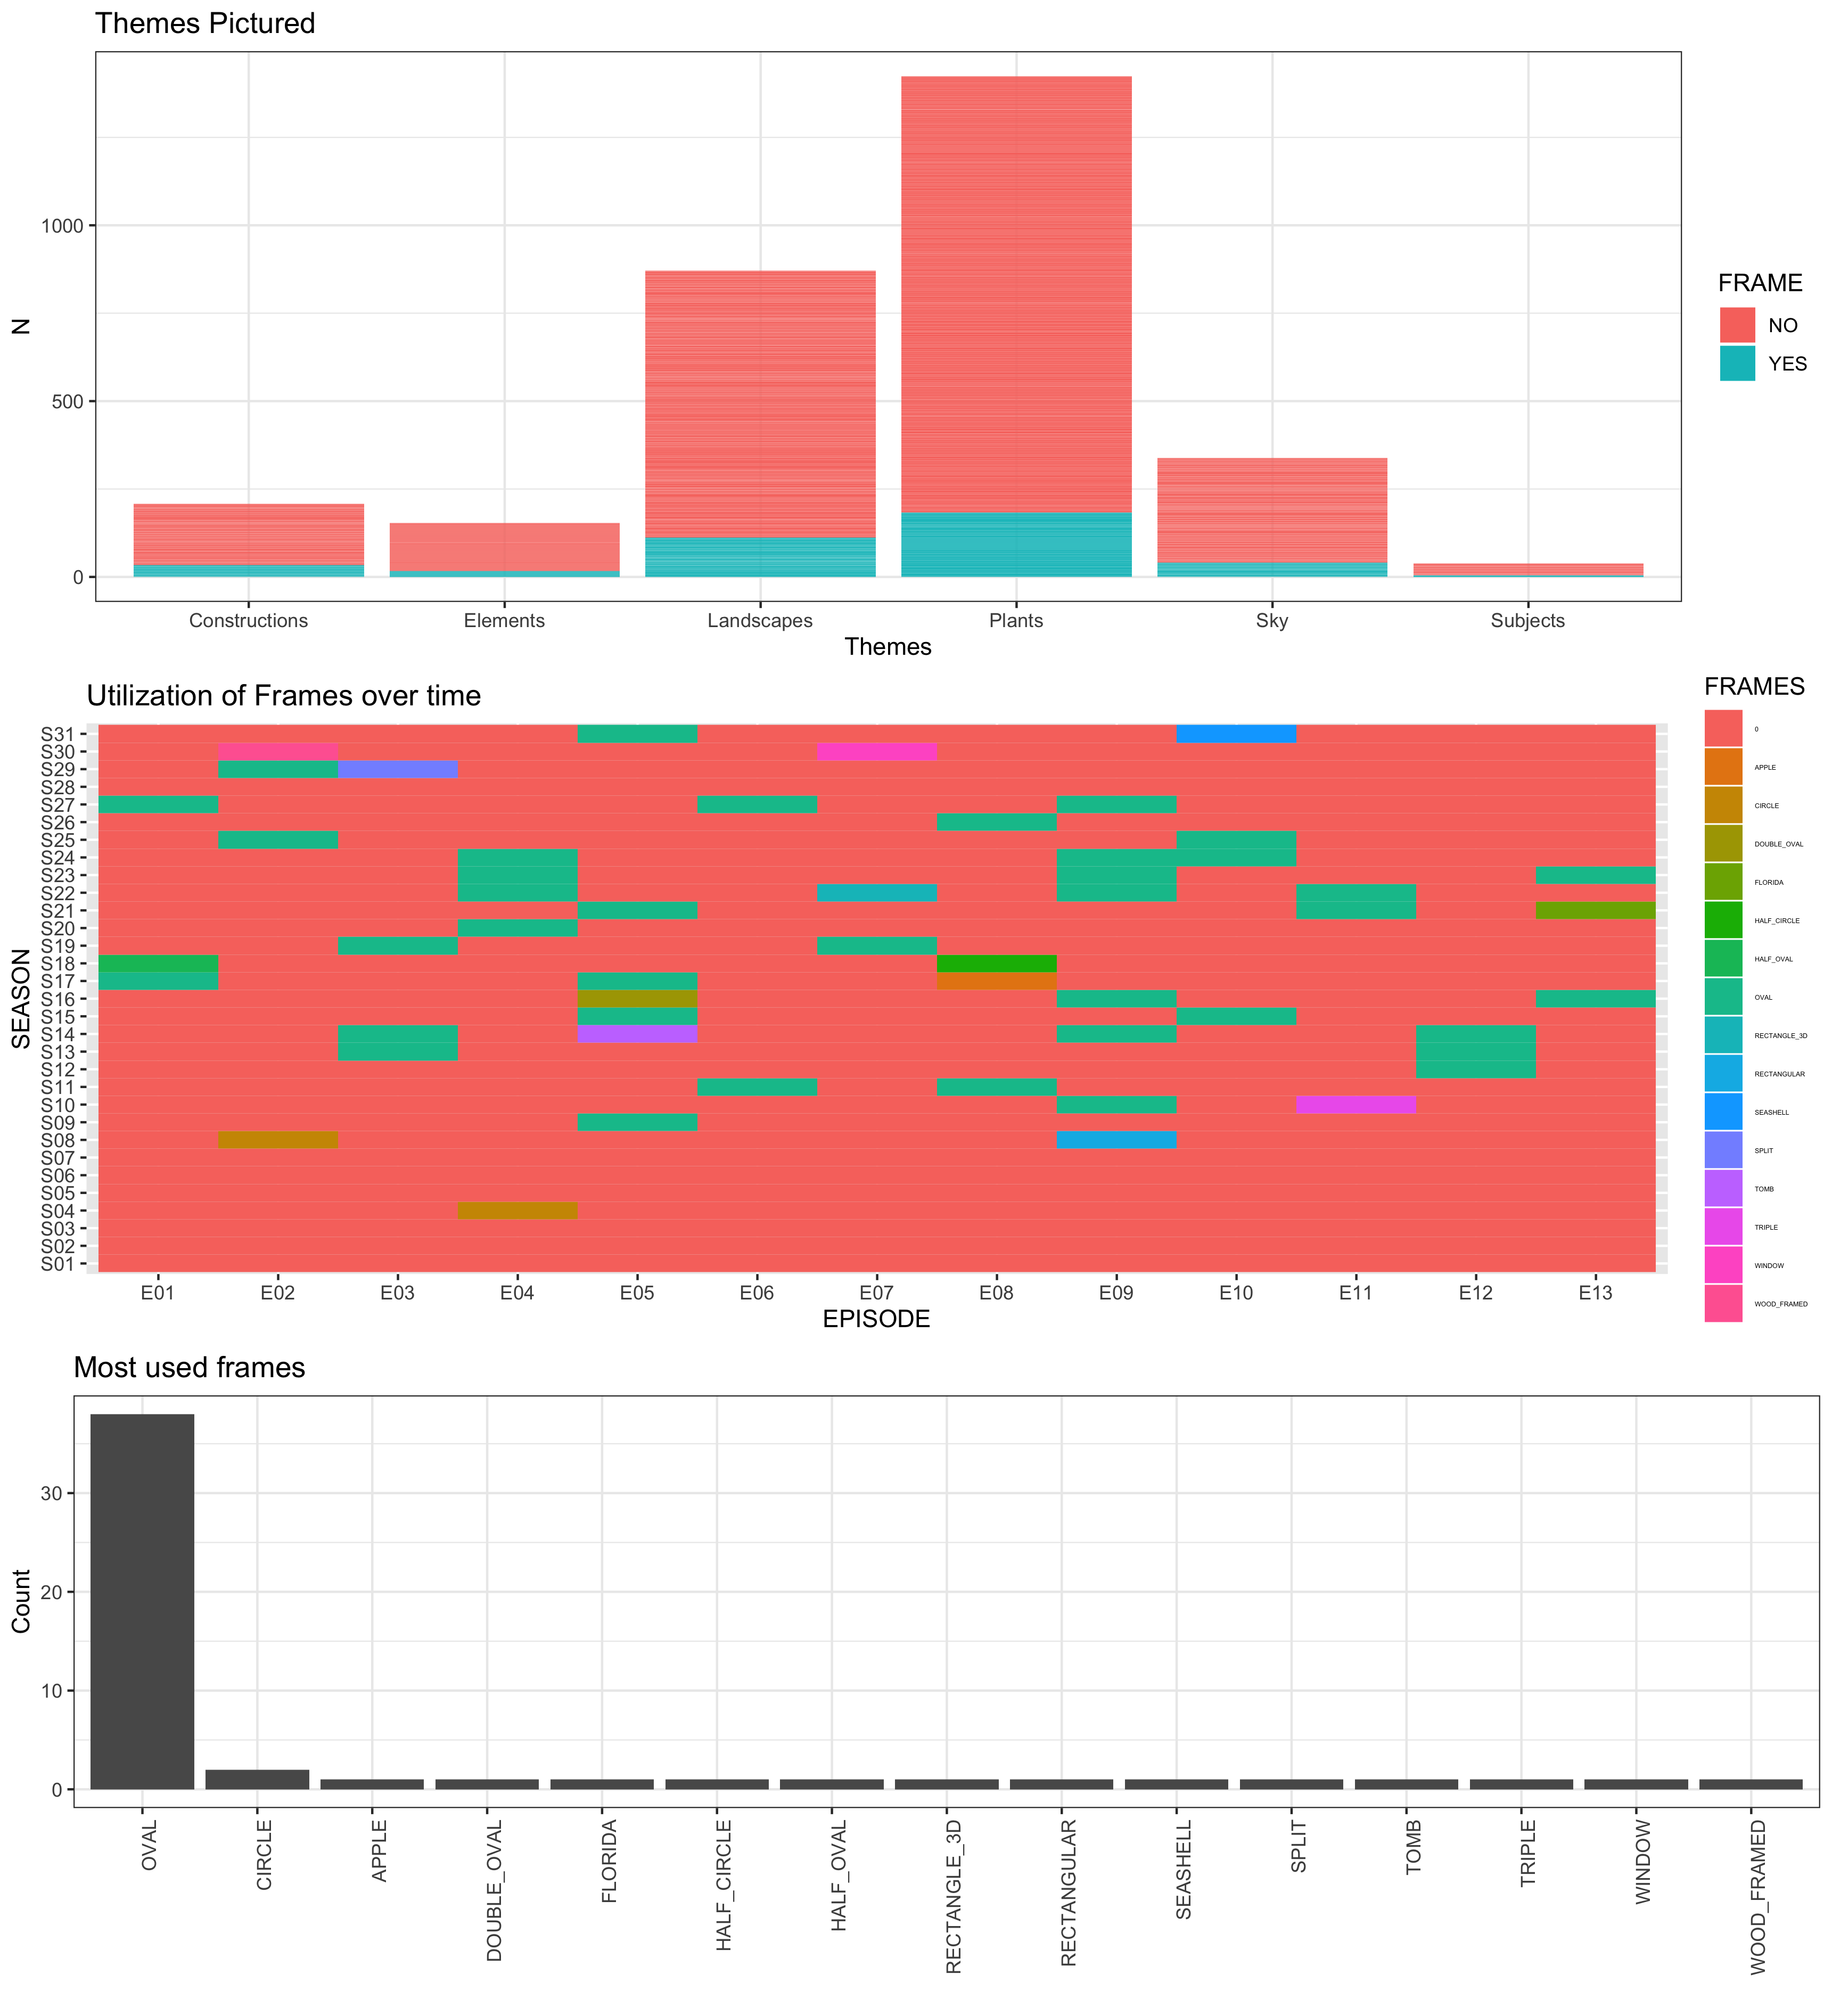 Themes Pictured
N
1000
500
0
Constructions Elements Landscapes Plants Sky Subjects
Themes
FRAME
NO
YES
Utilization of Frames over time
SEASON
S31
S30
S29
S28
S27
S26
S25
S24
S23
S22
S21
S20
S19
S18
S17
S16
S15
S14
S13
S12
S11
S10
S09
S08
S07
S06
S05
S04
S03
S02
S01
E01 E02 E03 E04 E05 E06 E07 E08 E09 E10 E11 E12 E13
EPISODE
FRAMES
0
APPLE
CIRCLE
DOUBLE_OVAL
FLORIDA
HALF_CIRCLE
HALF_OVAL
OVAL
RECTANGLE_3D
RECTANGULAR
SEASHELL
SPLIT
TOMB
TRIPLE
WINDOW
WOOD_FRAMED
Most used frames
Count
30
20
10
0
OVAL
CIRCLE
APPLE
DOUBLE_OVAL
FLORIDA
HALF_CIRCLE
HALF_OVAL
RECTANGLE_3D
RECTANGULAR
SEASHELL
SPLIT
TOMB
TRIPLE
WINDOW
WOOD_FRAMED